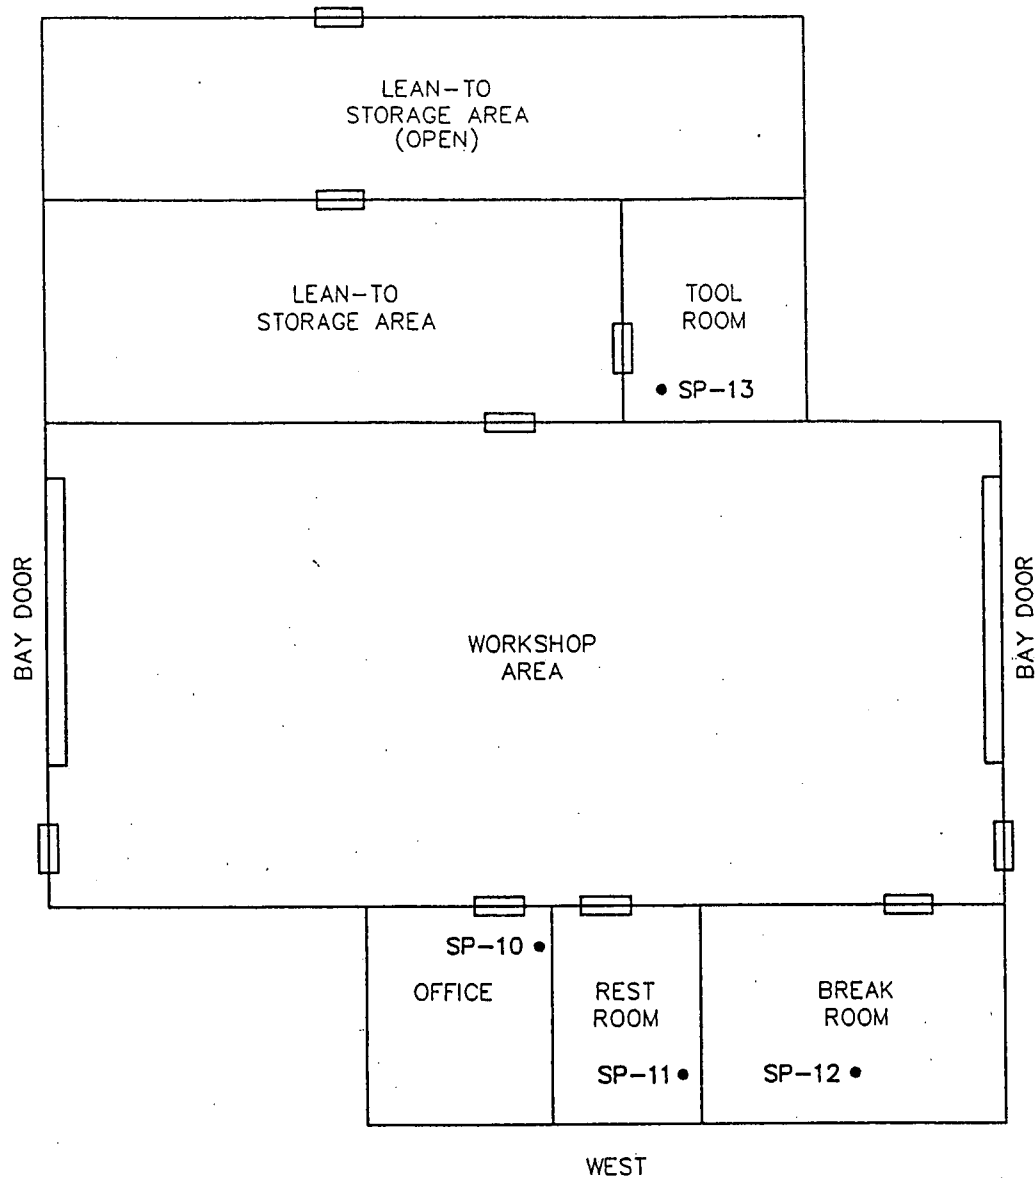 LEAN-TO
STORAGE AREA
(OPEN)
LEAN-TO
STORAGE AREA
TOOL
ROOM
SP-13
BAY DOOR
WORKSHOP
AREA
BAY DOOR
SP-10
OFFICE
REST
ROOM
SP-11
BREAK
ROOM
SP-12
WEST